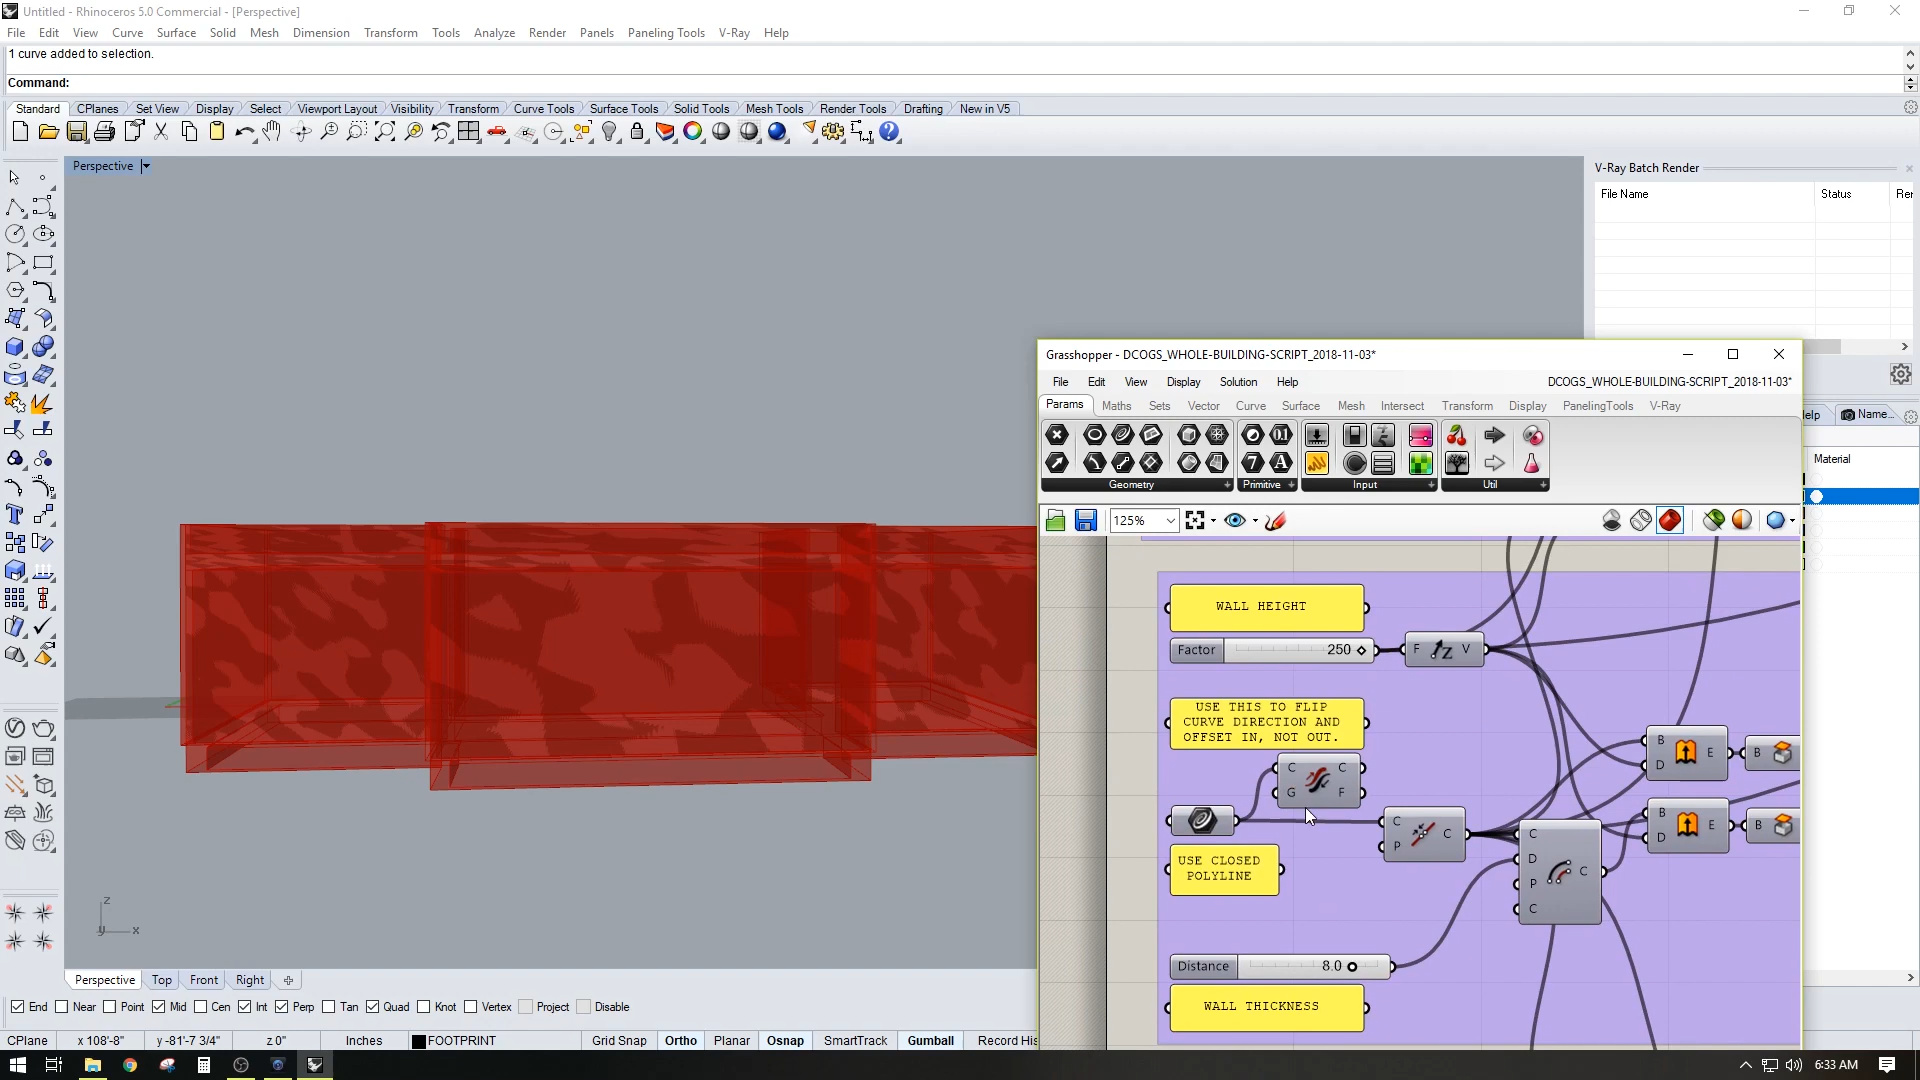 Untitled - Rhinoceros 5.0 Commercial - [Perspective]
File Edit View Curve Surface Solid Mesh Dimension Transform Tools Analyze Render Panels Paneling Tools V-Ray Help
1 curve added to selection.
Command:
Standard CPlanes Set View Display Select Viewport Layout Visibility Transform Curve Tools Surface Tools Solid Tools Mesh Tools Render Tools Drafting New in V5
Perspective
V-Ray Batch Render
File Name Status Rer
Grasshopper - DCOGS_WHOLE-BUILDING-SCRIPT_2018-11-03*
File Edit View Display Solution Help DCOGS_WHOLE-BUILDING-SCRIPT_2018-11-03*
Params Maths Sets Vector Curve Surface Mesh Intersect Transform Display PanelingTools V-Ray
elp Name...
Geometry Primitive Input Util
Material
125%
WALL HEIGHT
Factor 250
F Z V
USE THIS TO FLIP
CURVE DIRECTION AND
OFFSET IN, NOT OUT.
C C
G F
B E
D
B
C C
P
B E
D
B
C
D
P C
C
USE CLOSED
POLYLINE
Distance 8.0
WALL THICKNESS
z
y x
Perspective Top Front Right
End Near Point Mid Cen Int Perp Tan Quad Knot Vertex Project Disable
CPlane x 108'-8" y -81'-7 3/4" z 0" Inches FOOTPRINT Grid Snap Ortho Planar Osnap SmartTrack Gumball Record His
6:33 AM